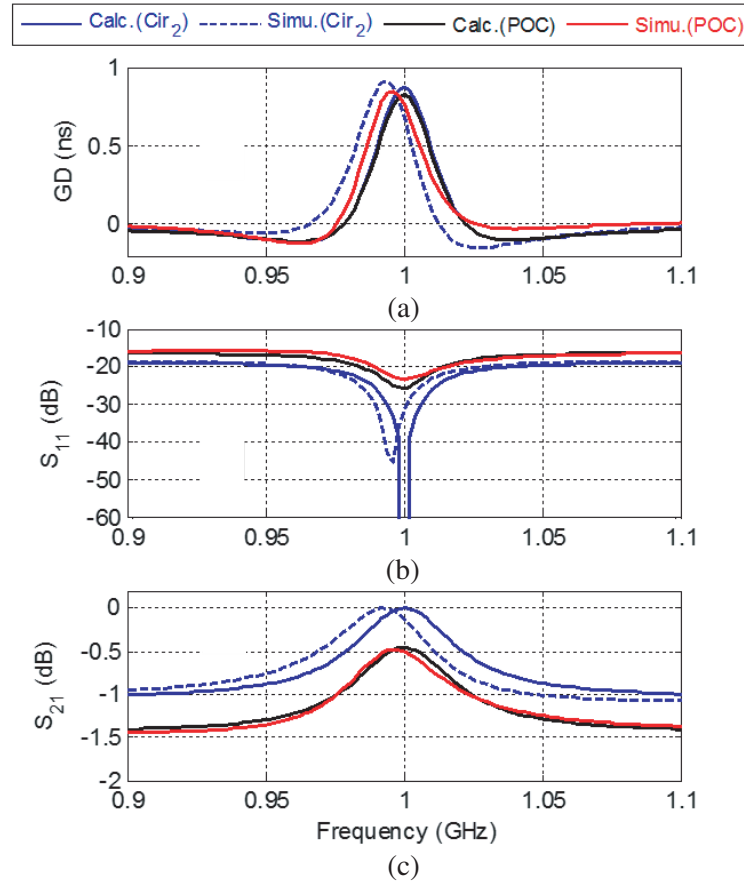 Calc.(Cir2) Simu.(Cir2) Calc.(POC) Simu.(POC)
1
0.5
0
GD (ns)
0.9 0.95 1 1.05 1.1
(a)
-10
-20
-30
-40
-50
-60
S11 (dB)
0.9 0.95 1 1.05 1.1
(b)
0
-0.5
-1
-1.5
-2
S21 (dB)
0.9 0.95 1 1.05 1.1
Frequency (GHz)
(c)